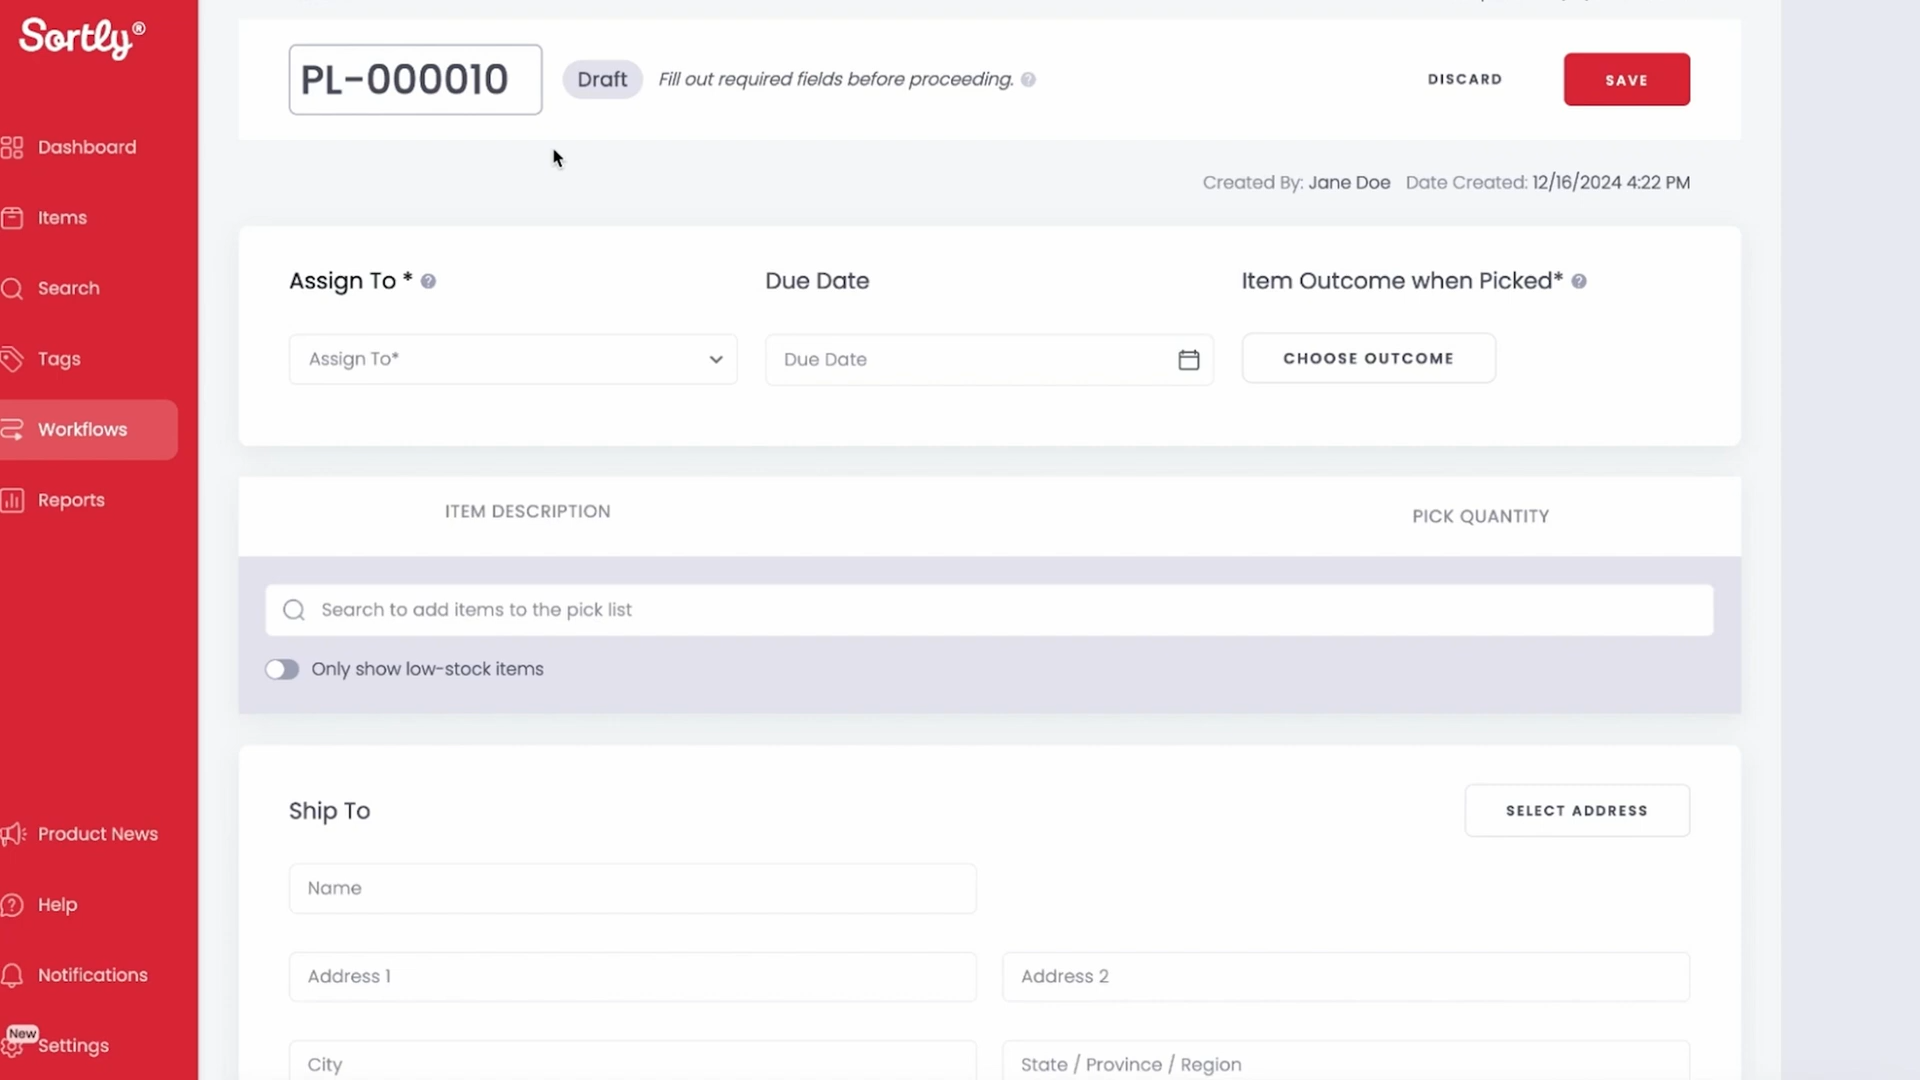 Sortly®
Dashboard
Items
Search
Tags
Workflows
Reports
Product News
Help
Notifications
New
Settings
PL-000010
Draft
Fill out required fields before proceeding.
DISCARD
SAVE
Created By: Jane Doe Date Created: 12/16/2024 4:22 PM
Assign To *
Due Date
Item Outcome when Picked*
Assign To*
Due Date
CHOOSE OUTCOME
ITEM DESCRIPTION
PICK QUANTITY
Search to add items to the pick list
Only show low-stock items
Ship To
SELECT ADDRESS
Name
Address 1
Address 2
City
State / Province / Region